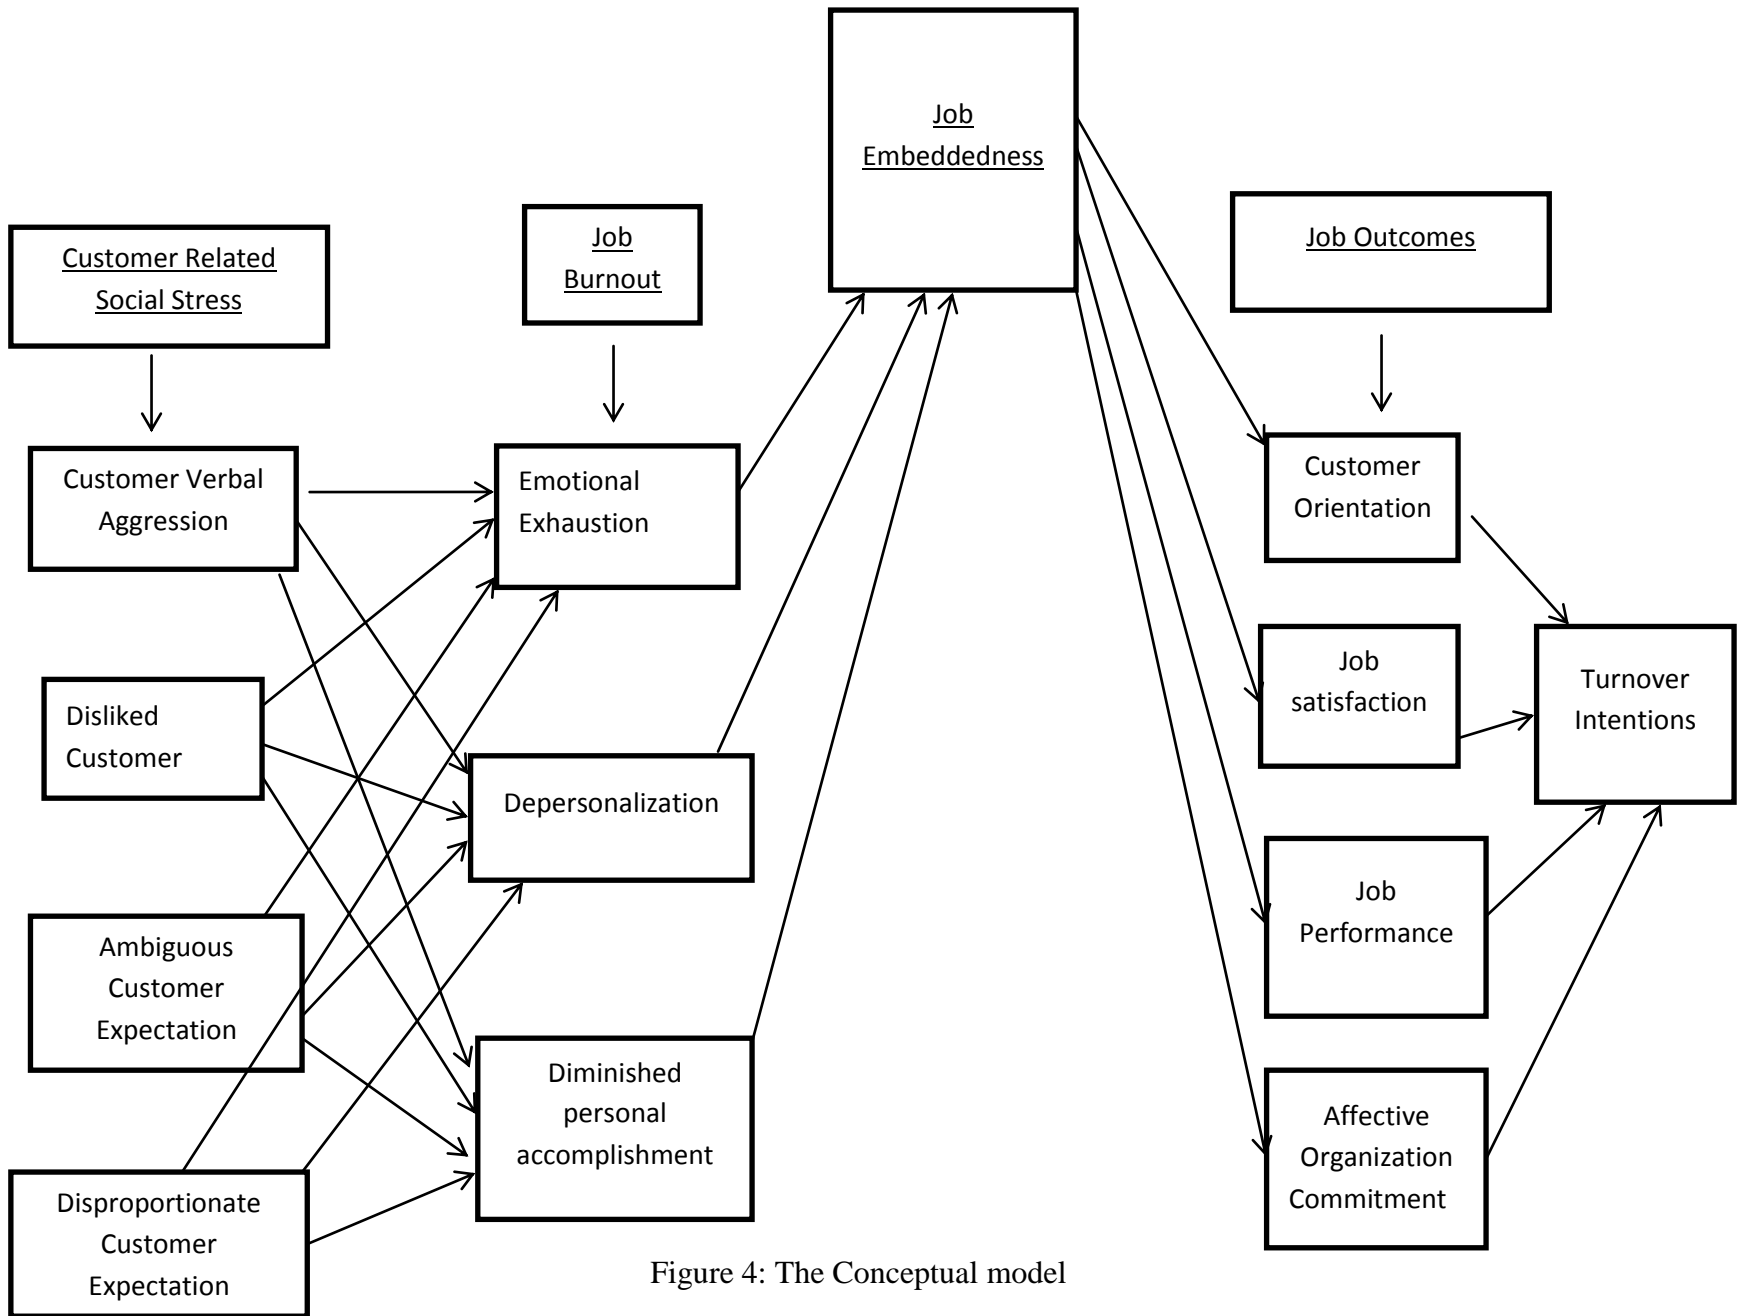 Job
Embeddedness
Customer Related
Social Stress
Job
Burnout
Job Outcomes
Customer Verbal
Aggression
Emotional
Exhaustion
Customer
Orientation
Disliked
Customer
Depersonalization
Job
satisfaction
Turnover
Intentions
Ambiguous
Customer
Expectation
Job
Performance
Diminished
personal
accomplishment
Affective
Organization
Commitment
Disproportionate
Customer
Expectation
Figure 4: The Conceptual model